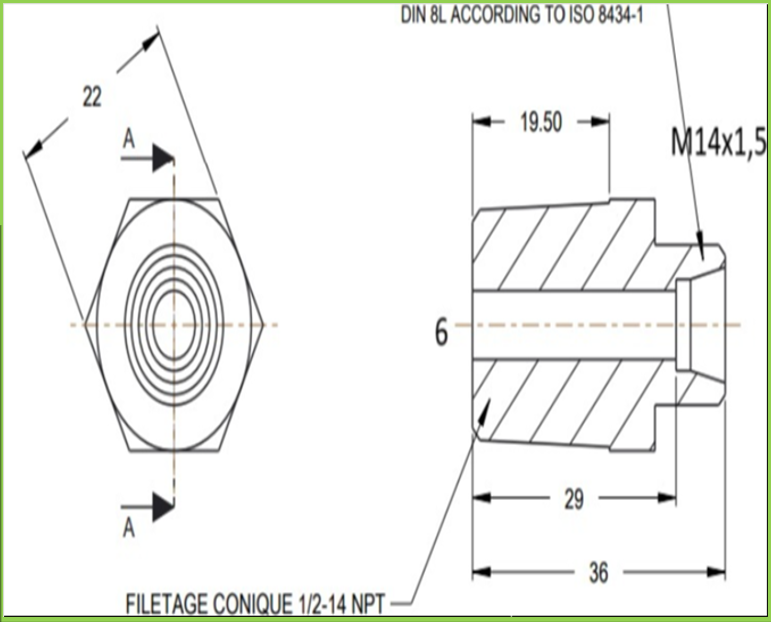 DIN 8L ACCORDING TO ISO 8434-1
22
19.50
A
M14x1,5
6
29
A
36
FILETAGE CONIQUE 1/2-14 NPT